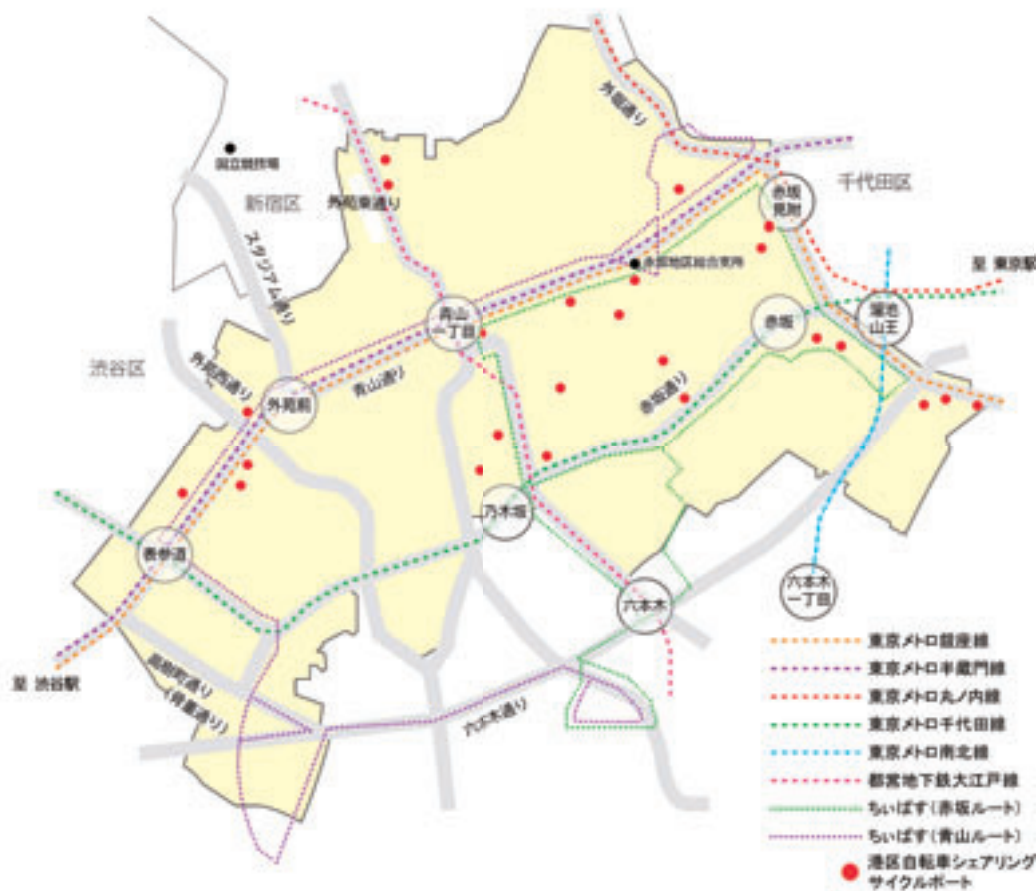 外堀通り
国立競技場
新宿区
外苑東通り
千代田区
赤坂
見附
スタジアム通り
赤坂地区総合支所
至 東京駅
青山
一丁目
赤坂
溜池
山王
渋谷区
外苑西通り
青山通り
赤坂通り
外苑前
乃木坂
表参道
六本木
六本木
一丁目
至 渋谷駅
高樹町通り
(骨董通り)
六本木通り
東京メトロ銀座線
東京メトロ半蔵門線
東京メトロ丸ノ内線
東京メトロ千代田線
東京メトロ南北線
都営地下鉄大江戸線
ちぃばす(赤坂ルート)
ちぃばす(青山ルート)
港区自転車シェアリング
サイクルポート